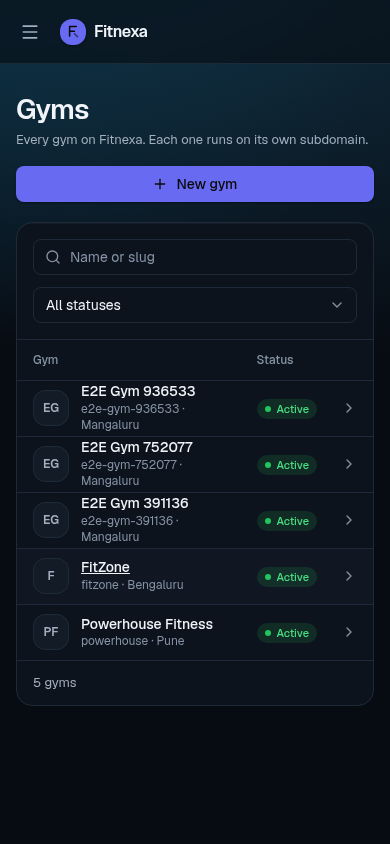 Fitnexa
Gyms
Every gym on Fitnexa. Each one runs on its own subdomain.
+ New gym
Name or slug
All statuses
Gym Status
EG E2E Gym 936533
e2e-gym-936533 · Active
Mangaluru
EG E2E Gym 752077
e2e-gym-752077 · Active
Mangaluru
EG E2E Gym 391136
e2e-gym-391136 · Active
Mangaluru
F FitZone
fitzone · Bengaluru Active
PF Powerhouse Fitness
powerhouse · Pune Active
5 gyms